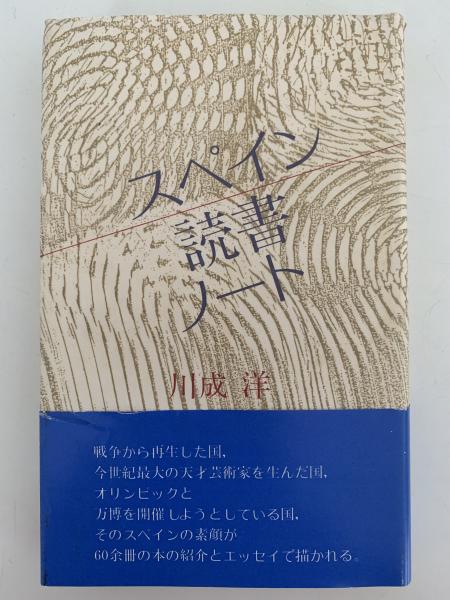 スペイン
読書
ノート
川成 洋
戦争から再生した国,
今世紀最大の天才芸術家を生んだ国,
オリンピックと
万博を開催しようとしている国,
そのスペインの素顔が
60余冊の本の紹介とエッセイで描かれる。